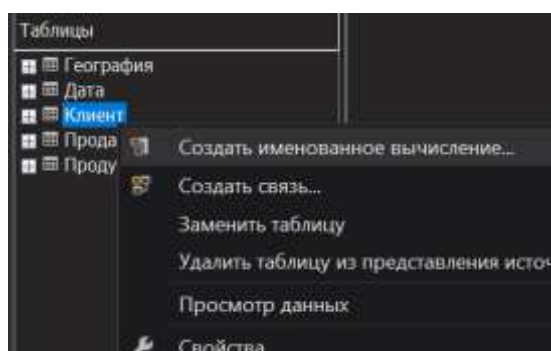 Таблицы
География
Дата
Клиент
Прода
Проду
Создать именованное вычисление...
Создать связь...
Заменить таблицу
Удалить таблицу из представления источ
Просмотр данных
Свойства